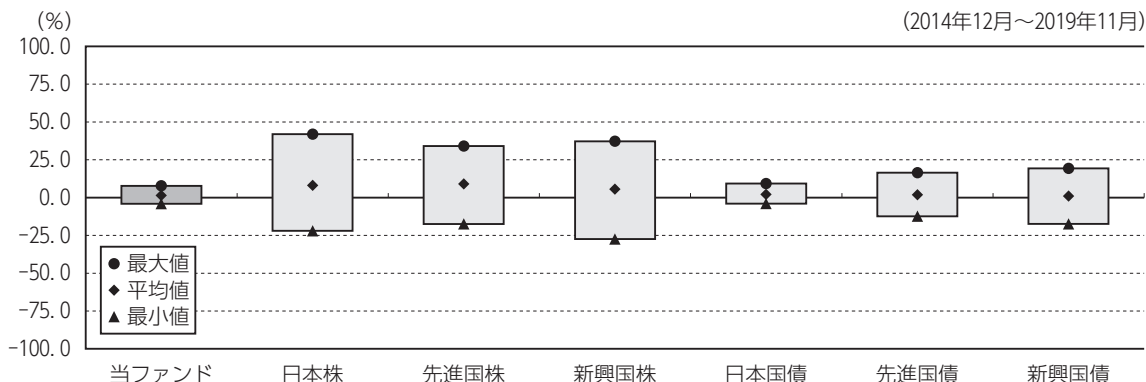 (%)
(2014年12月～2019年11月)
100.0
75.0
50.0
25.0
0.0
-25.0
-50.0
-75.0
-100.0
● 最大値
◆ 平均値
▲ 最小値
当ファンド 日本株 先進国株 新興国株 日本国債 先進国債 新興国債